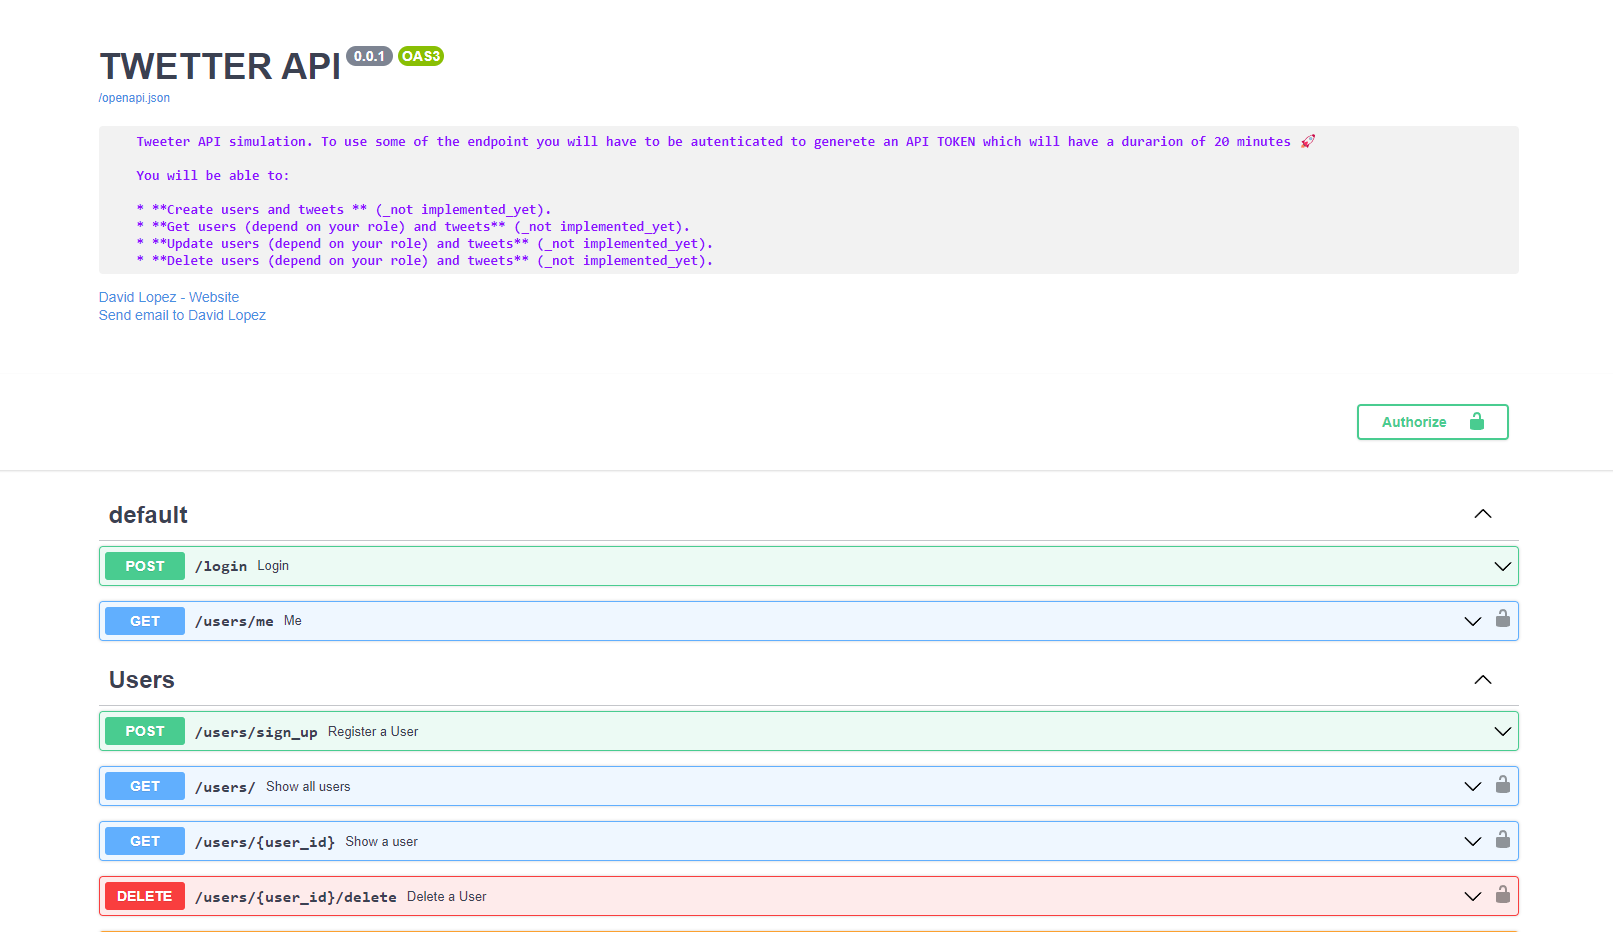 TWETTER API 0.0.1 OAS3
/openapi.json
Tweeter API simulation. To use some of the endpoint you will have to be autenticated to generete an API TOKEN which will have a durarion of 20 minutes 🚀
You will be able to:
* **Create users and tweets ** (_not implemented_yet).
* **Get users (depend on your role) and tweets** (_not implemented_yet).
* **Update users (depend on your role) and tweets** (_not implemented_yet).
* **Delete users (depend on your role) and tweets** (_not implemented_yet).
David Lopez - Website
Send email to David Lopez
Authorize
default
POST /login Login
GET /users/me Me
Users
POST /users/sign_up Register a User
GET /users/ Show all users
GET /users/{user_id} Show a user
DELETE /users/{user_id}/delete Delete a User